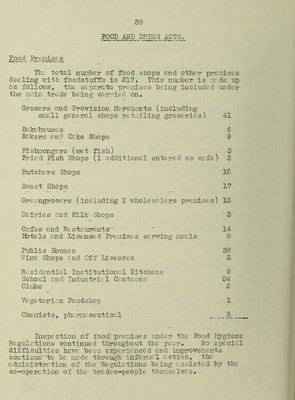 38
FOOD AND DRUGS ACTS.
Food Premises
The total number of food shops and other premises
dealing with foodstuffs is 217. This number is made up
as follows, the separate premises being included under
the main trade being carried on.
Grocers and Provision Merchants (including
small general shops retailing groceries) 41
Bakehouses 6
Bakers and Cake Shops 9
Fishmongers (wet fish) 3
Fried Fish Shops (1 additional entered as cafe) 3
Butchers Shops 15
Sweet Shops 17
Greengrocers (including 1 wholesalers premises) 13
Dairies and Milk Shops 3
Cafes and Restaurants 14
Hotels and Licensed Premises serving meals 8
Public Houses 38
Wine Shops and Off Licences 3
Residential Institutional Kitchens 9
School and Industrial Canteens 24
Clubs
Vegetarian Foodshop 1
Chemists, pharmaceutical 5
Inspection of food premises under the Food Hygiene
Regulations continued throughout the year. No special
difficulties have been experienced and improvements
continue to be made through informal action, the
administration of the Regulations being assisted by the
co-operation of the trades-people themselves.